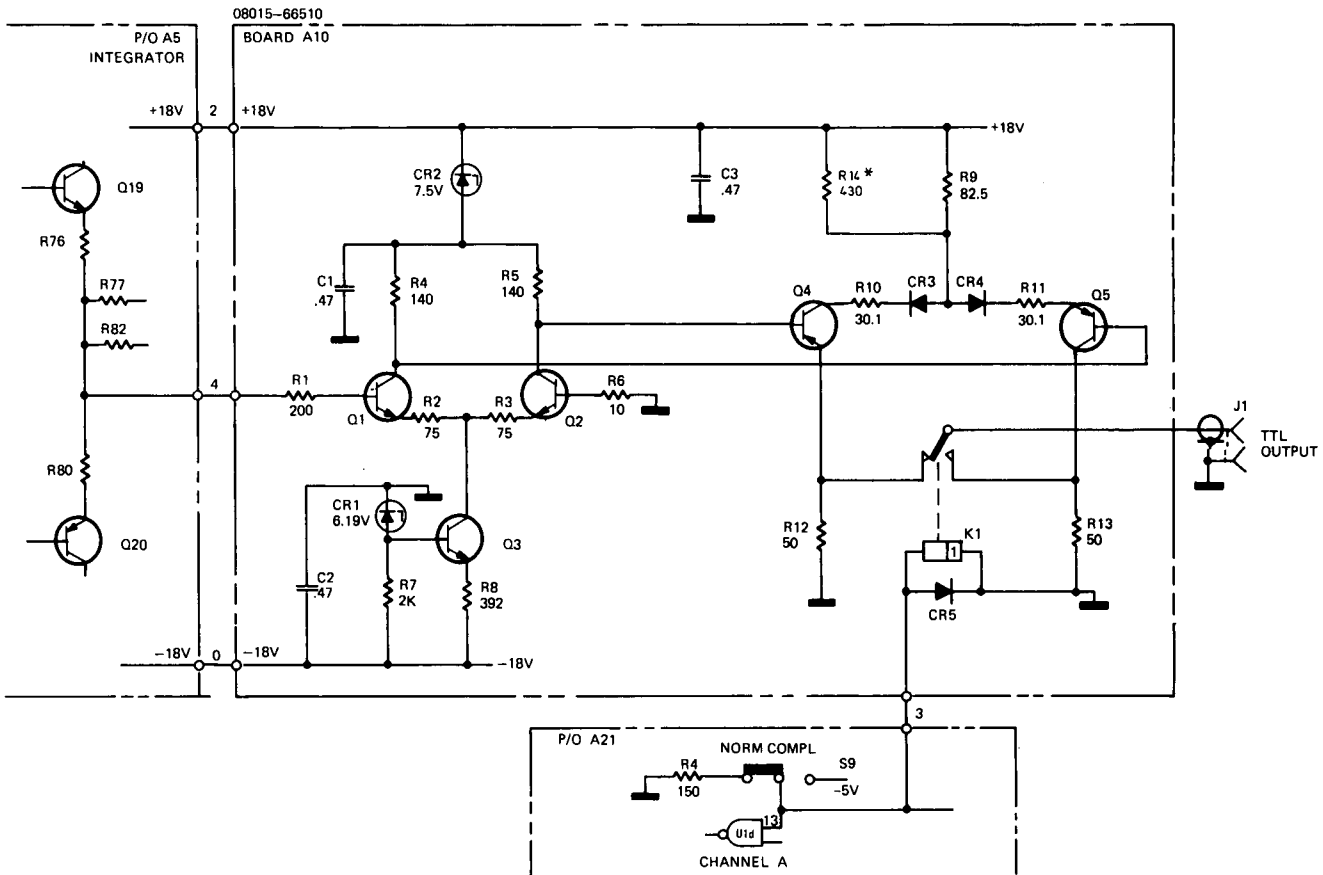 08015-66510
P/O A5
INTEGRATOR
BOARD A10
+18V
2
+18V
+18V
Q19
CR2
7.5V
C3
.47
R14*
430
R9
82.5
R76
R77
R82
C1
.47
R4
140
R5
140
Q4
R10
30.1
CR3
CR4
R11
30.1
Q5
4
R1
200
Q1
R2
75
R3
75
Q2
R6
10
J1
TTL
OUTPUT
R80
Q20
CR1
6.19V
Q3
C2
.47
R7
2K
R8
392
R12
50
K1
1
R13
50
CR5
-18V
0
-18V
-18V
3
P/O A21
NORM COMPL
R4
150
S9
-5V
13
U1d
CHANNEL A